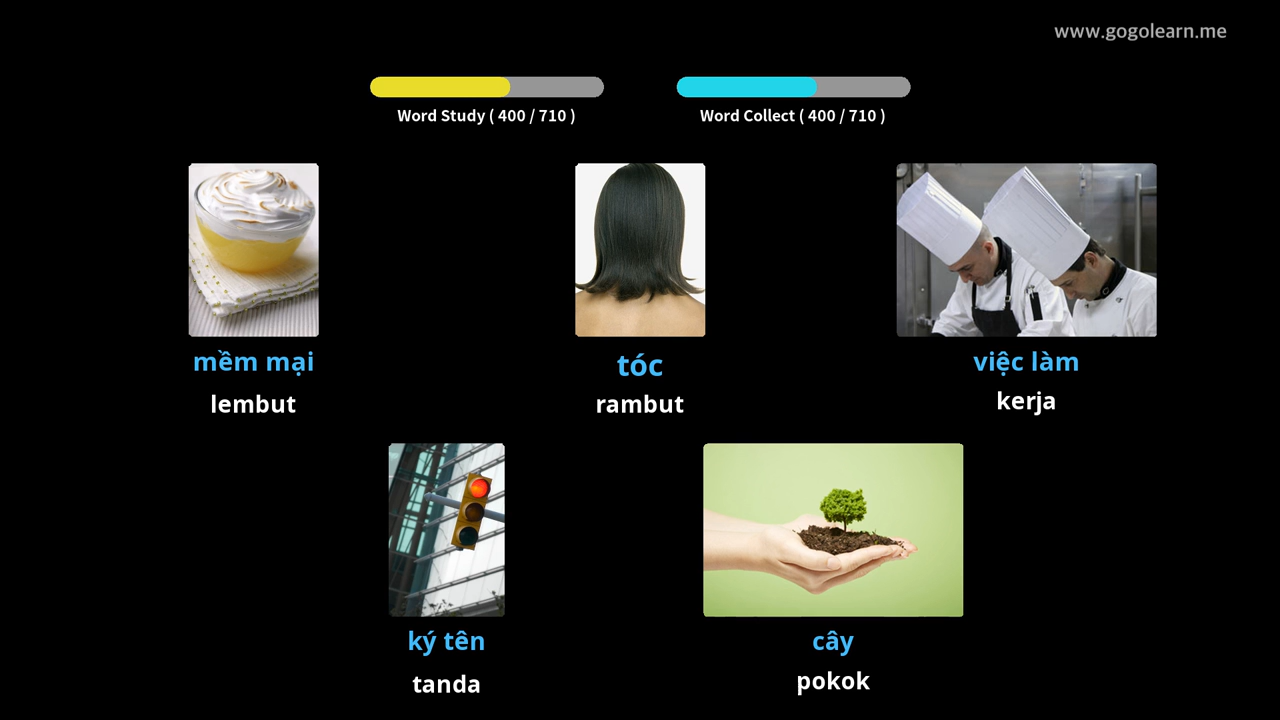 www.gogolearn.me
Word Study ( 400 / 710 )
Word Collect ( 400 / 710 )
mềm mại
lembut
tóc
rambut
việc làm
kerja
ký tên
tanda
cây
pokok